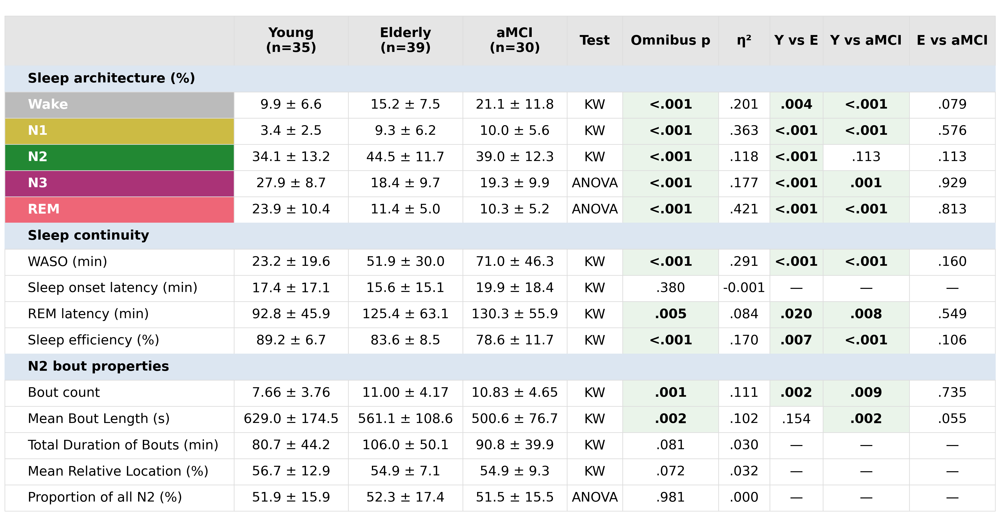 Young (n=35) Elderly (n=39) aMCI (n=30) Test Omnibus p η² Y vs E Y vs aMCI E vs aMCI
Sleep architecture (%)
Wake 9.9 ± 6.6 15.2 ± 7.5 21.1 ± 11.8 KW <.001 .201 .004 <.001 .079
N1 3.4 ± 2.5 9.3 ± 6.2 10.0 ± 5.6 KW <.001 .363 <.001 <.001 .576
N2 34.1 ± 13.2 44.5 ± 11.7 39.0 ± 12.3 KW <.001 .118 <.001 .113 .113
N3 27.9 ± 8.7 18.4 ± 9.7 19.3 ± 9.9 ANOVA <.001 .177 <.001 .001 .929
REM 23.9 ± 10.4 11.4 ± 5.0 10.3 ± 5.2 ANOVA <.001 .421 <.001 <.001 .813
Sleep continuity
WASO (min) 23.2 ± 19.6 51.9 ± 30.0 71.0 ± 46.3 KW <.001 .291 <.001 <.001 .160
Sleep onset latency (min) 17.4 ± 17.1 15.6 ± 15.1 19.9 ± 18.4 KW .380 -0.001 — — —
REM latency (min) 92.8 ± 45.9 125.4 ± 63.1 130.3 ± 55.9 KW .005 .084 .020 .008 .549
Sleep efficiency (%) 89.2 ± 6.7 83.6 ± 8.5 78.6 ± 11.7 KW <.001 .170 .007 <.001 .106
N2 bout properties
Bout count 7.66 ± 3.76 11.00 ± 4.17 10.83 ± 4.65 KW .001 .111 .002 .009 .735
Mean Bout Length (s) 629.0 ± 174.5 561.1 ± 108.6 500.6 ± 76.7 KW .002 .102 .154 .002 .055
Total Duration of Bouts (min) 80.7 ± 44.2 106.0 ± 50.1 90.8 ± 39.9 KW .081 .030 — — —
Mean Relative Location (%) 56.7 ± 12.9 54.9 ± 7.1 54.9 ± 9.3 KW .072 .032 — — —
Proportion of all N2 (%) 51.9 ± 15.9 52.3 ± 17.4 51.5 ± 15.5 ANOVA .981 .000 — — —